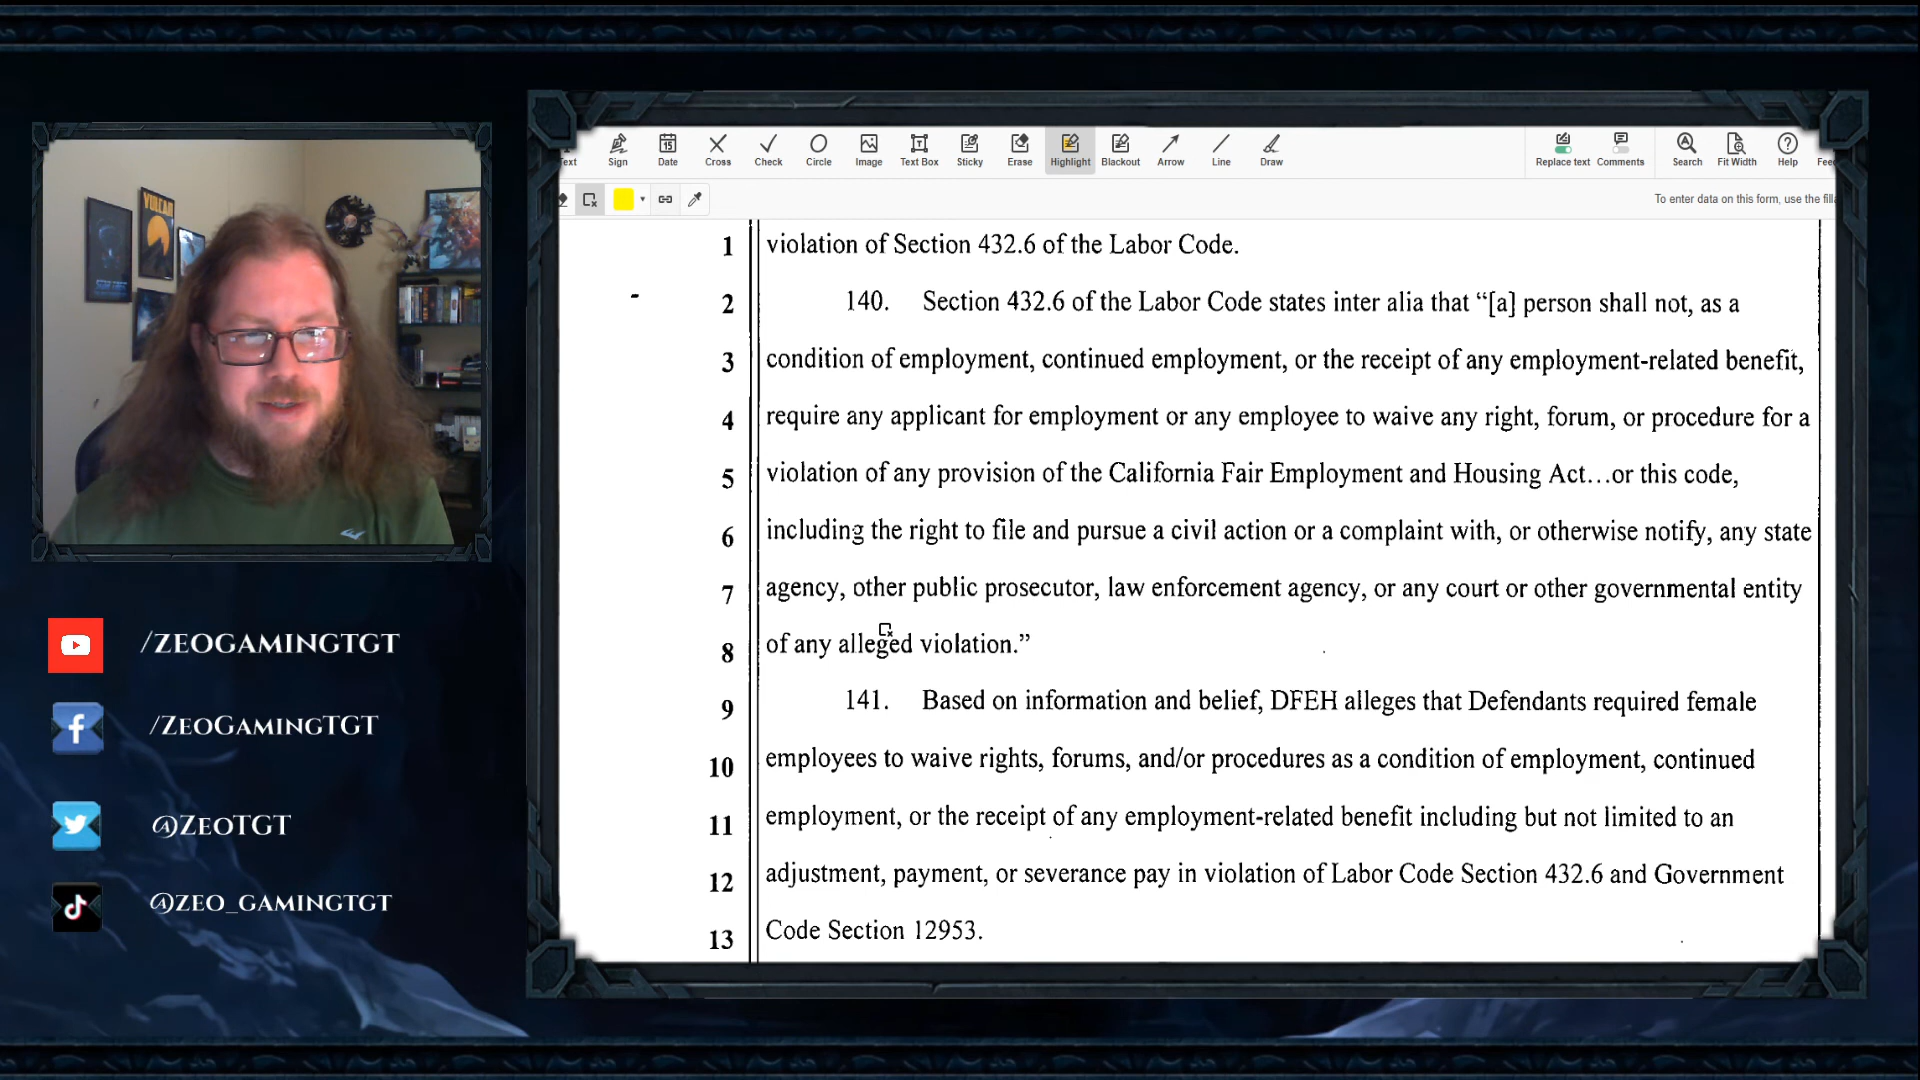 Sign
Date
Cross
Check
Circle
Image
Text Box
Sticky
Erase
Highlight
Blackout
Arrow
Line
Draw
Replace text
Comments
Search
Fit Width
Help
15
To enter data on this form, use the
VULCAN
1 violation of Section 432.6 of the Labor Code.
2 140. Section 432.6 of the Labor Code states inter alia that “[a] person shall not, as a
3 condition of employment, continued employment, or the receipt of any employment-related benefit,
4 require any applicant for employment or any employee to waive any right, forum, or procedure for a
5 violation of any provision of the California Fair Employment and Housing Act…or this code,
6 including the right to file and pursue a civil action or a complaint with, or otherwise notify, any state
7 agency, other public prosecutor, law enforcement agency, or any court or other governmental entity
8 of any alleged violation.”
9 141. Based on information and belief, DFEH alleges that Defendants required female
10 employees to waive rights, forums, and/or procedures as a condition of employment, continued
11 employment, or the receipt of any employment-related benefit including but not limited to an
12 adjustment, payment, or severance pay in violation of Labor Code Section 432.6 and Government
13 Code Section 12953.
/ZEOGAMINGTGT
/ZEOGAMINGTGT
@ZEOTGT
@ZEO_GAMINGTGT